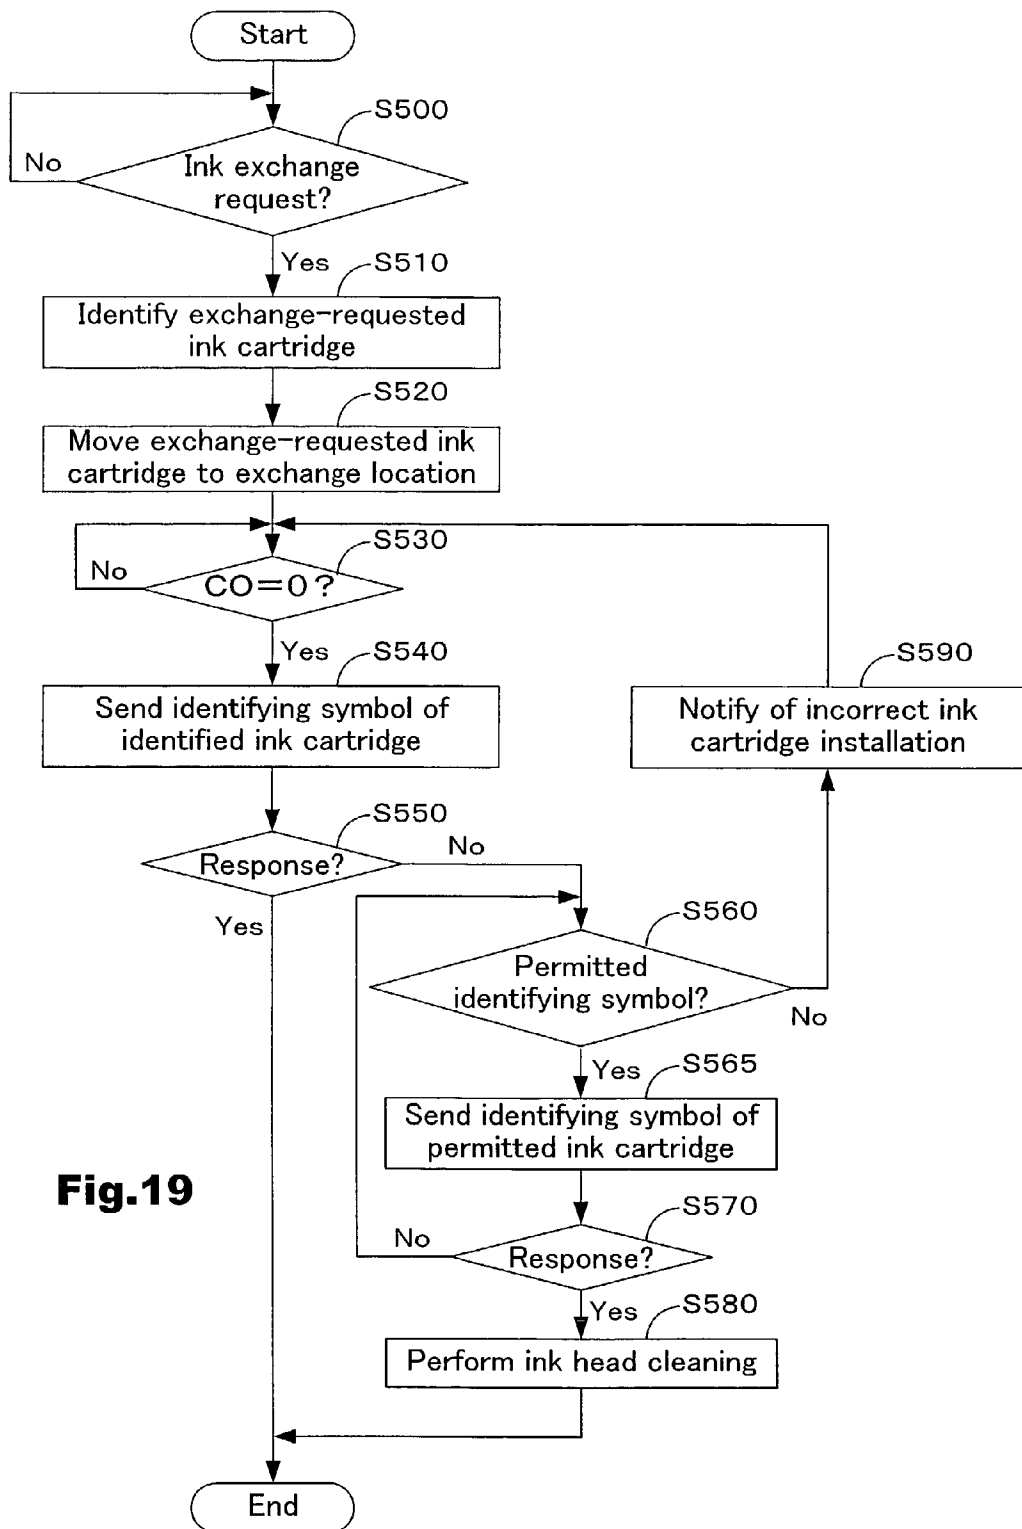 Start
S500
No
Ink exchange
request?
Yes
S510
Identify exchange-requested
ink cartridge
S520
Move exchange-requested ink
cartridge to exchange location
S530
No
CO=0?
Yes
S540
S590
Send identifying symbol of
identified ink cartridge
Notify of incorrect ink
cartridge installation
S550
Response?
No
Yes
S560
Permitted
identifying symbol?
No
Yes
S565
Send identifying symbol of
permitted ink cartridge
Fig.19
S570
No
Response?
Yes
S580
Perform ink head cleaning
End